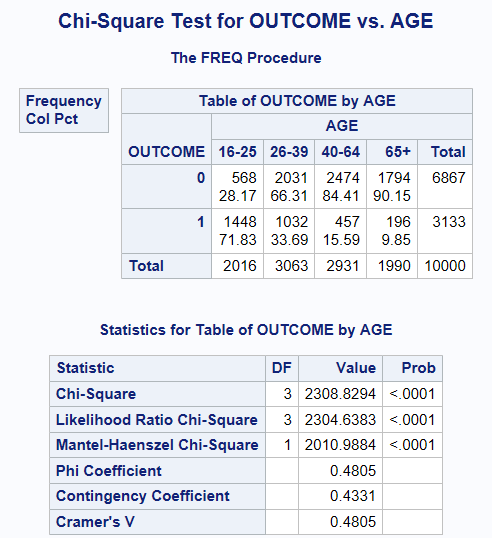 Chi-Square Test for OUTCOME vs. AGE
The FREQ Procedure
Frequency
Col Pct
Table of OUTCOME by AGE
AGE
OUTCOME 16-25 26-39 40-64 65+ Total
0 568 2031 2474 1794 6867
28.17 66.31 84.41 90.15
1 1448 1032 457 196 3133
71.83 33.69 15.59 9.85
Total 2016 3063 2931 1990 10000
Statistics for Table of OUTCOME by AGE
Statistic DF Value Prob
Chi-Square 3 2308.8294 <.0001
Likelihood Ratio Chi-Square 3 2304.6383 <.0001
Mantel-Haenszel Chi-Square 1 2010.9884 <.0001
Phi Coefficient 0.4805
Contingency Coefficient 0.4331
Cramer's V 0.4805